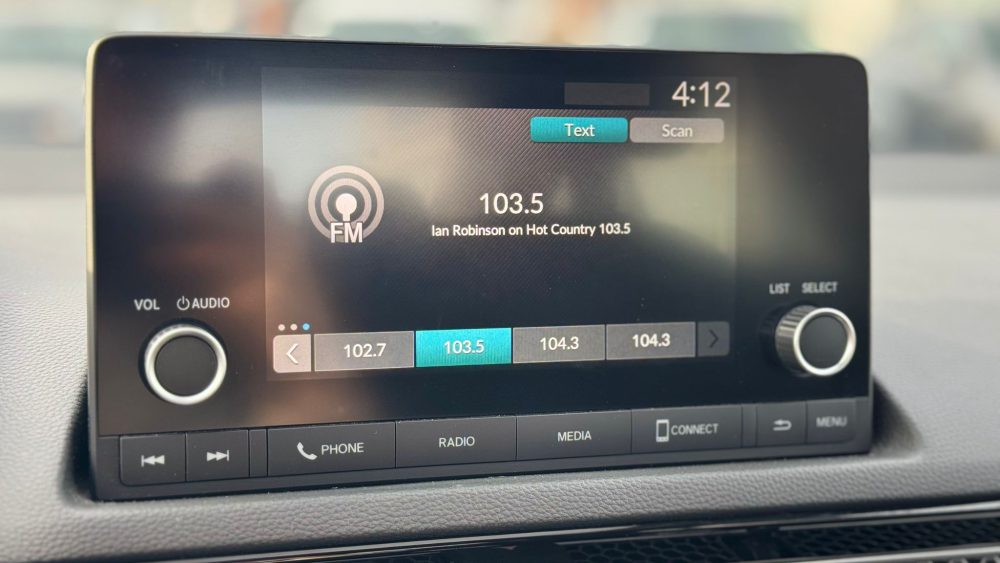 4:12
Text Scan
103.5
FM
Ian Robinson on Hot Country 103.5
VOL AUDIO
LIST SELECT
102.7 103.5 104.3 104.3
PHONE RADIO MEDIA CONNECT MENU